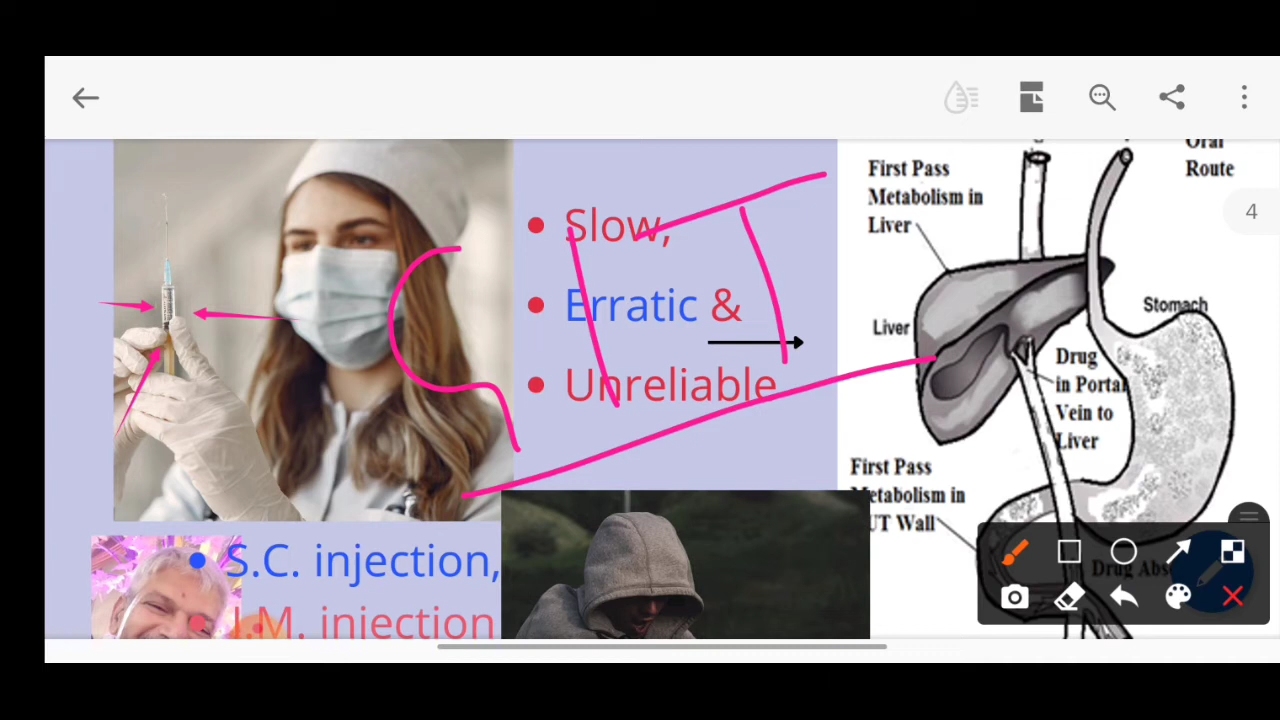 Slow,
Erratic &
Unreliable
S.C. injection,
I.M. injection
Oral
Route
First Pass
Metabolism in
Liver
Liver
Stomach
Drug
in Portal
Vein to
Liver
First Pass
Metabolism in
Wall
Drug
4